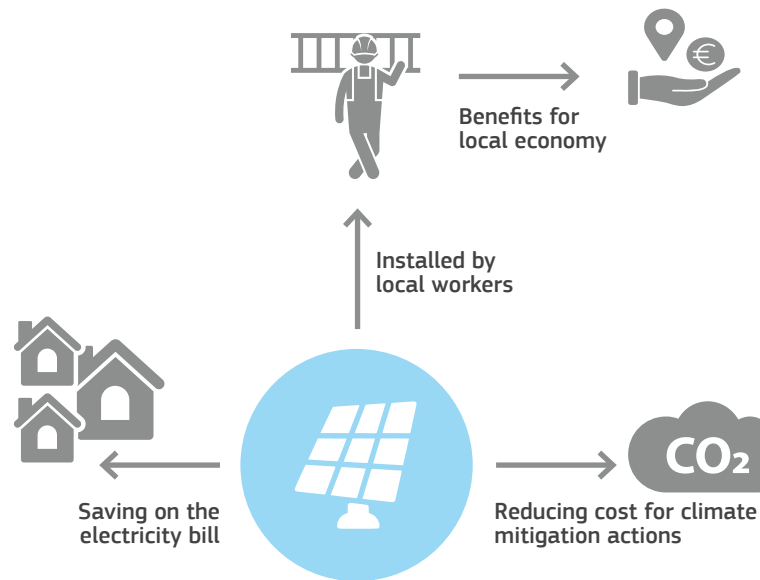 Benefits for
local economy
€
Installed by
local workers
CO₂
Saving on the
electricity bill
Reducing cost for climate
mitigation actions